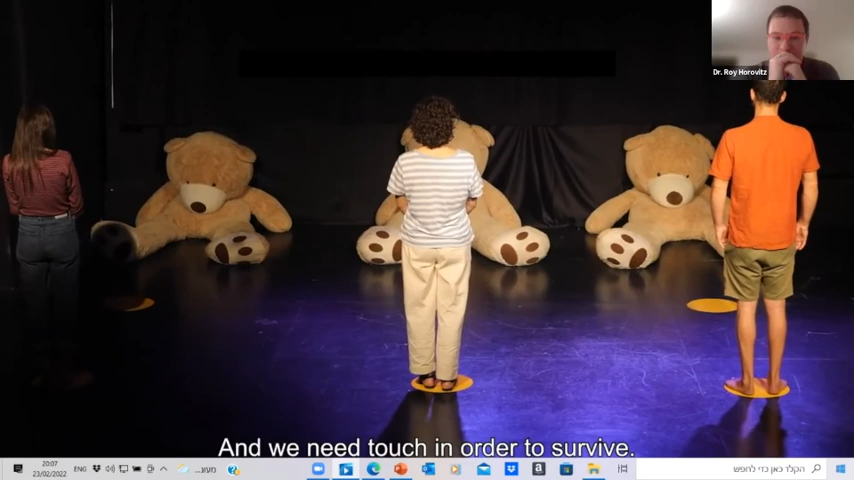 Dr. Roy Horovitz
And we need touch in order to survive.
20:07
23/02/2022
ENG
מעונ...
הקלד כאן כדי לחפש